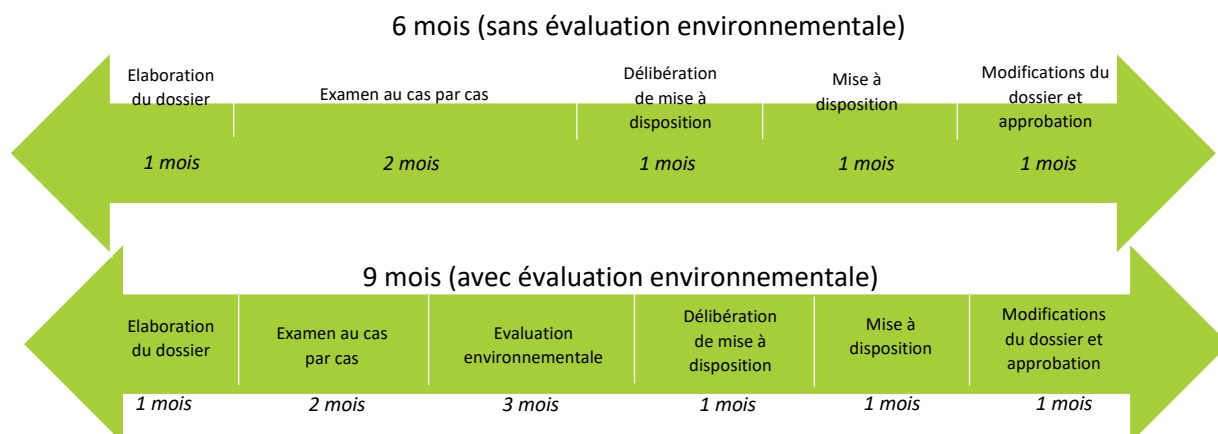 6 mois (sans évaluation environnementale)
Elaboration
du dossier
Examen au cas par cas
Délibération
de mise à
disposition
Mise à
disposition
Modifications du
dossier et
approbation
1 mois
2 mois
1 mois
1 mois
1 mois
9 mois (avec évaluation environnementale)
Elaboration
du dossier
Examen au cas
par cas
Evaluation
environnementale
Délibération
de mise à
disposition
Mise à
disposition
Modifications
du dossier et
approbation
1 mois
2 mois
3 mois
1 mois
1 mois
1 mois